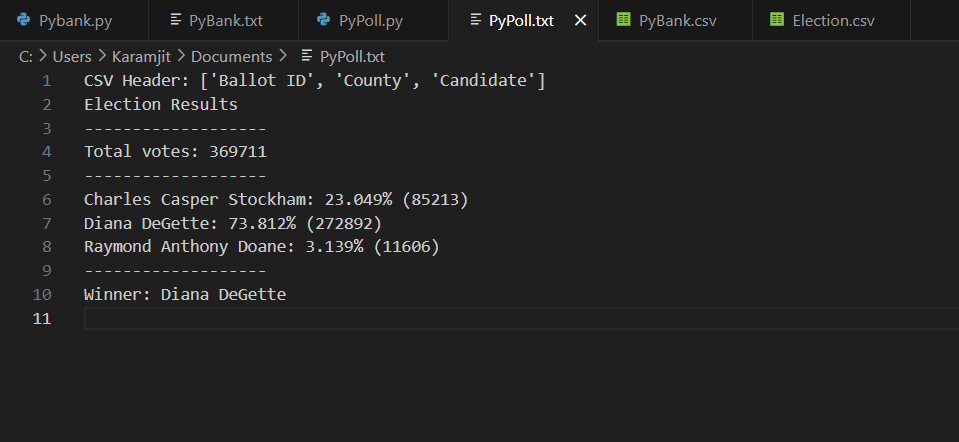 Pybank.py PyBank.txt PyPoll.py PyPoll.txt PyBank.csv Election.csv
C: > Users > Karamjit > Documents > PyPoll.txt
1 CSV Header: ['Ballot ID', 'County', 'Candidate']
2 Election Results
3 -------------------
4 Total votes: 369711
5 -------------------
6 Charles Casper Stockham: 23.049% (85213)
7 Diana DeGette: 73.812% (272892)
8 Raymond Anthony Doane: 3.139% (11606)
9 -------------------
10 Winner: Diana DeGette
11